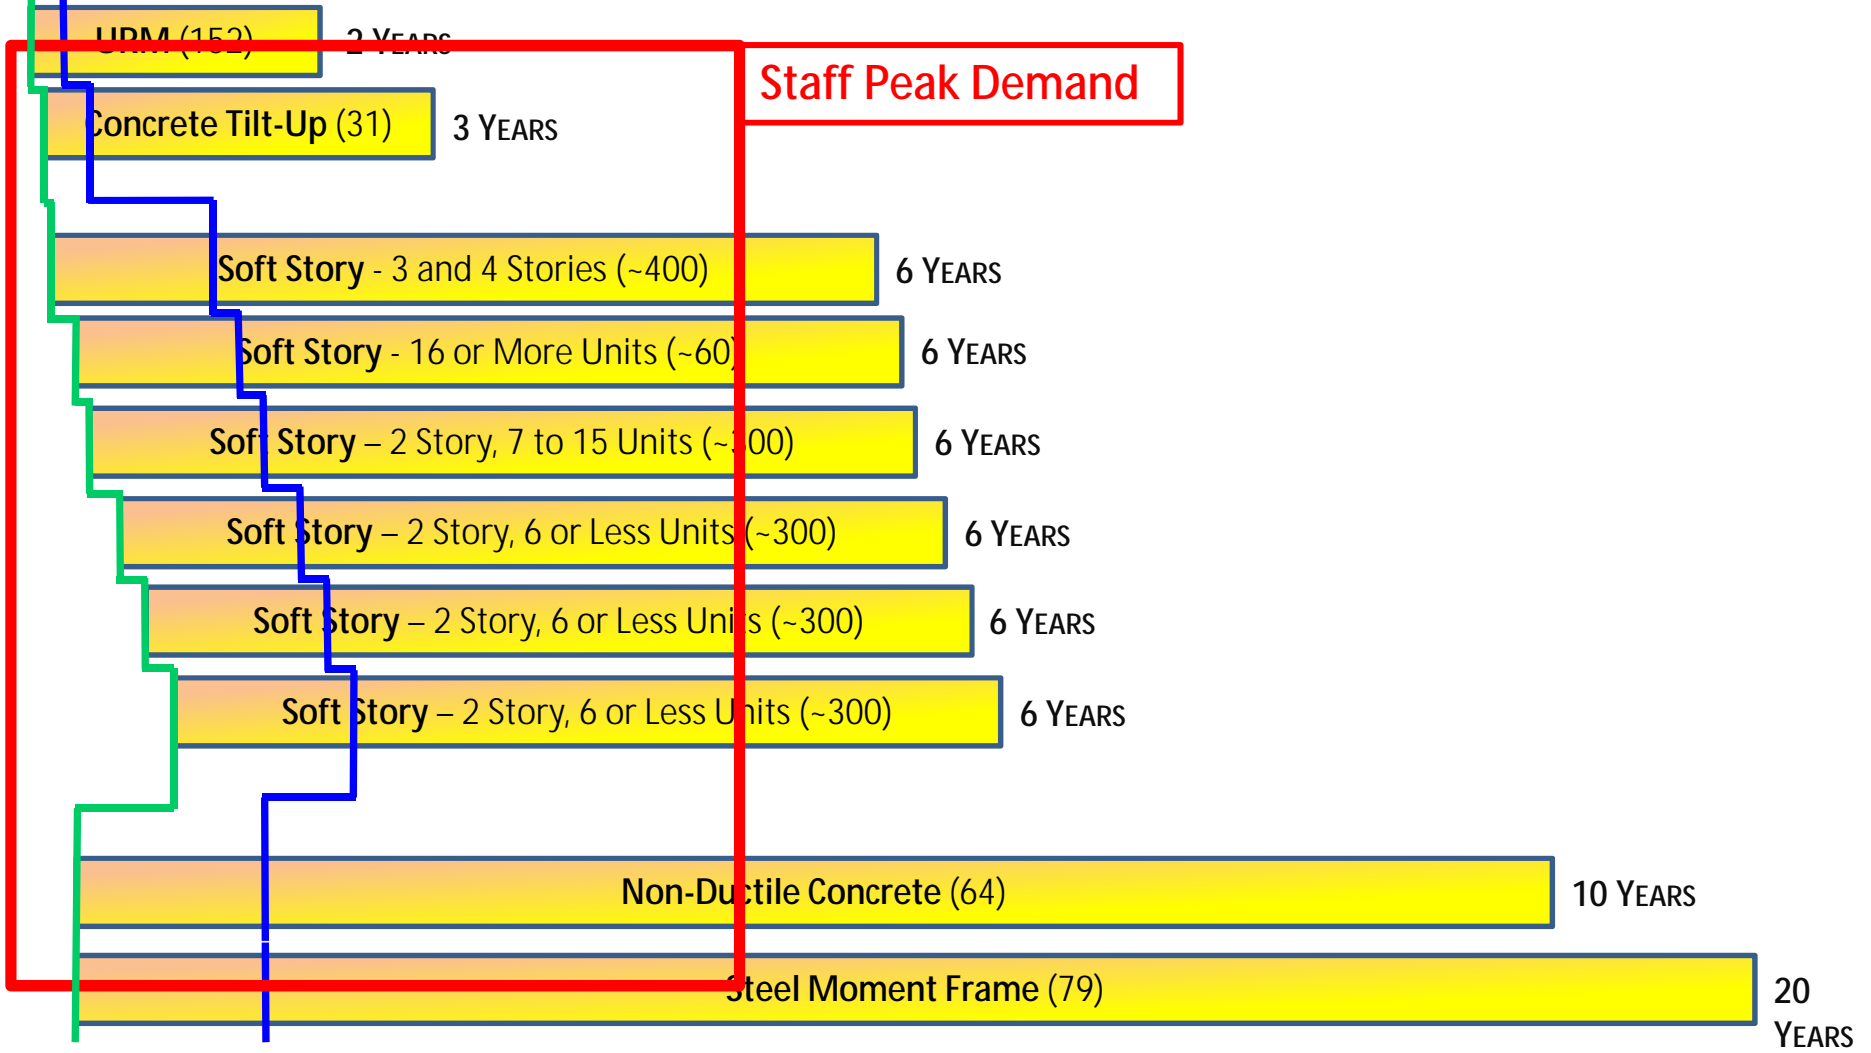 URM (152) 2 YEARS
Staff Peak Demand
Concrete Tilt-Up (31) 3 YEARS
Soft Story - 3 and 4 Stories (~400) 6 YEARS
Soft Story - 16 or More Units (~60) 6 YEARS
Soft Story – 2 Story, 7 to 15 Units (~300) 6 YEARS
Soft Story – 2 Story, 6 or Less Units (~300) 6 YEARS
Soft Story – 2 Story, 6 or Less Units (~300) 6 YEARS
Soft Story – 2 Story, 6 or Less Units (~300) 6 YEARS
Non-Ductile Concrete (64) 10 YEARS
Steel Moment Frame (79) 20
YEARS